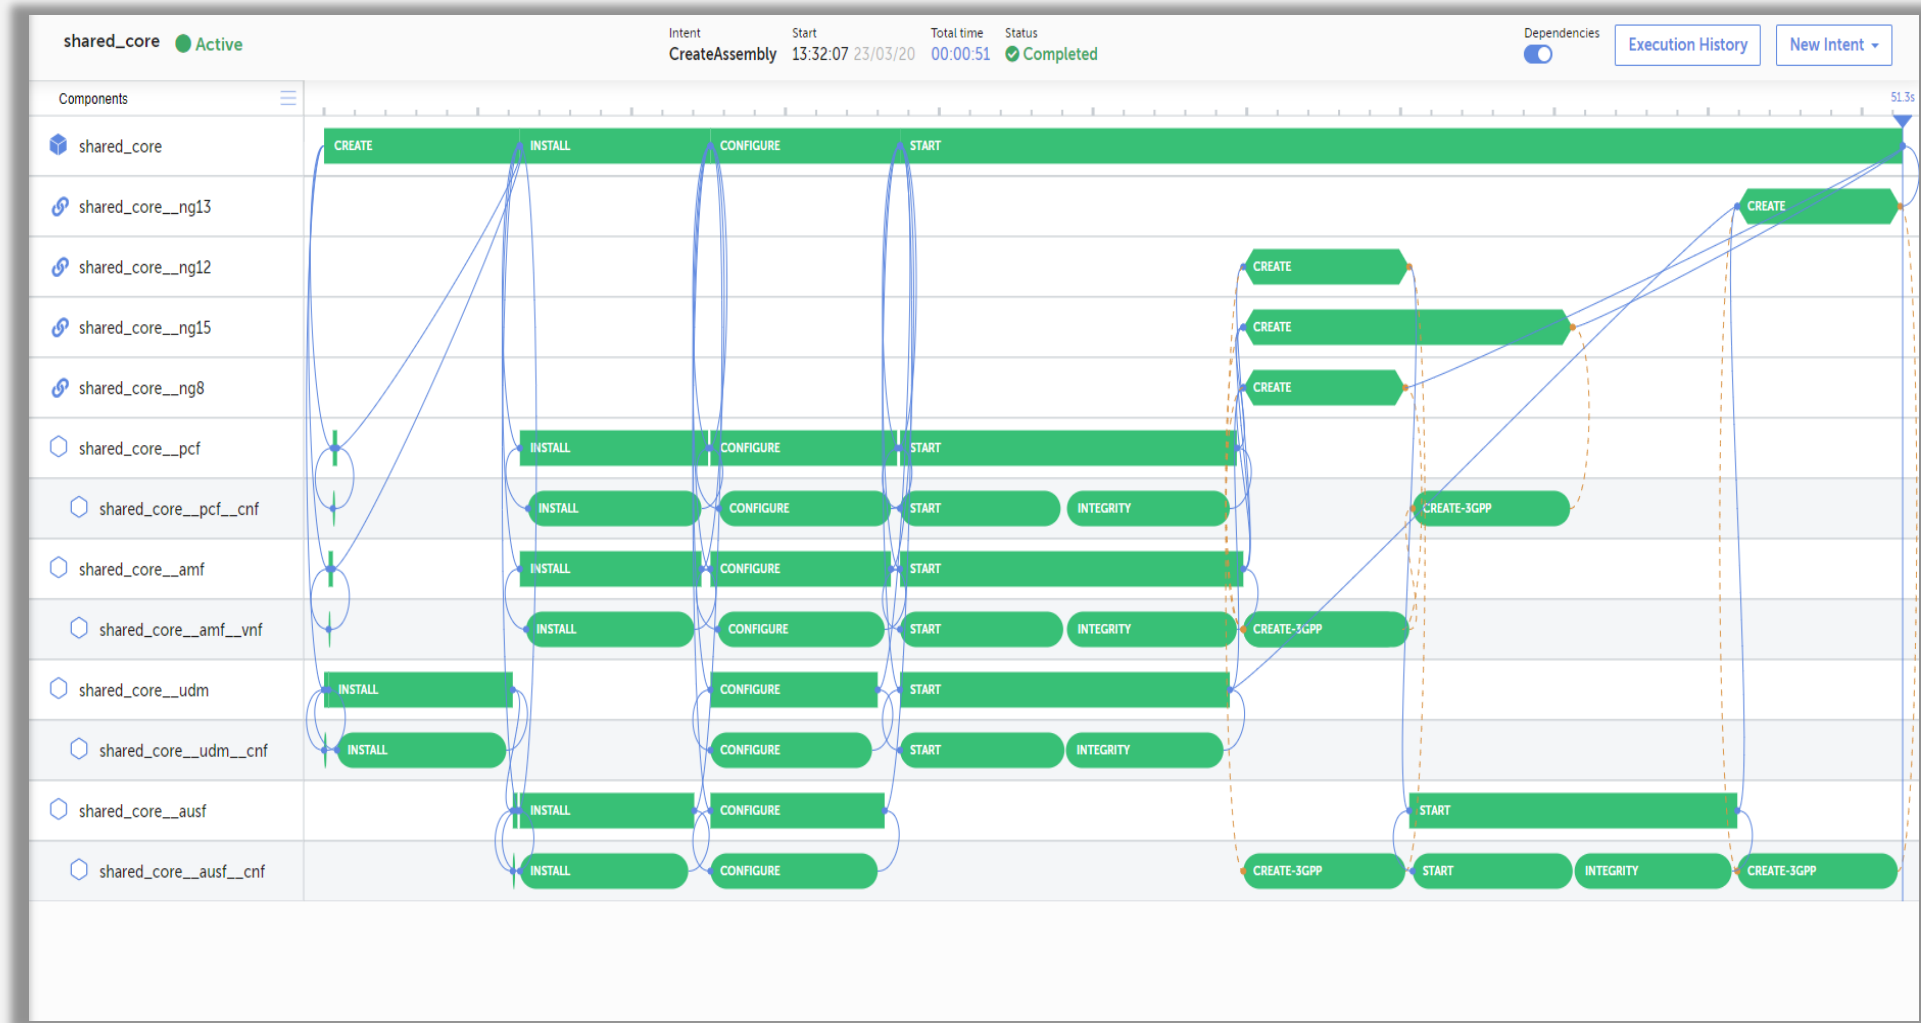 shared_core Active
Intent Start Total time Status
CreateAssembly 13:32:07 23/03/20 00:00:51 Completed
Dependencies
Execution History
New Intent
Components
51.3s
shared_core CREATE INSTALL CONFIGURE START
shared_core__ng13 CREATE
shared_core__ng12 CREATE
shared_core__ng15 CREATE
shared_core__ng8 CREATE
shared_core__pcf INSTALL CONFIGURE START
shared_core__pcf__cnf INSTALL CONFIGURE START INTEGRITY CREATE-3GPP
shared_core__amf INSTALL CONFIGURE START
shared_core__amf__vnf INSTALL CONFIGURE START INTEGRITY CREATE-3GPP
shared_core__udm INSTALL CONFIGURE START
shared_core__udm__cnf INSTALL CONFIGURE START INTEGRITY
shared_core__ausf INSTALL CONFIGURE START
shared_core__ausf__cnf INSTALL CONFIGURE CREATE-3GPP START INTEGRITY CREATE-3GPP